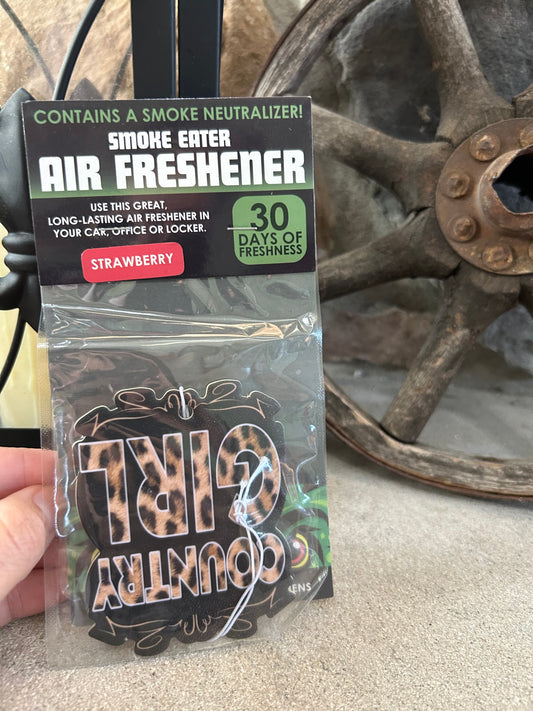 CONTAINS A SMOKE NEUTRALIZER!
SMOKE EATER
AIR FRESHENER
USE THIS GREAT,
LONG-LASTING AIR FRESHENER IN
YOUR CAR, OFFICE OR LOCKER.
30
DAYS OF
FRESHNESS
STRAWBERRY
COUNTRY
GIRL